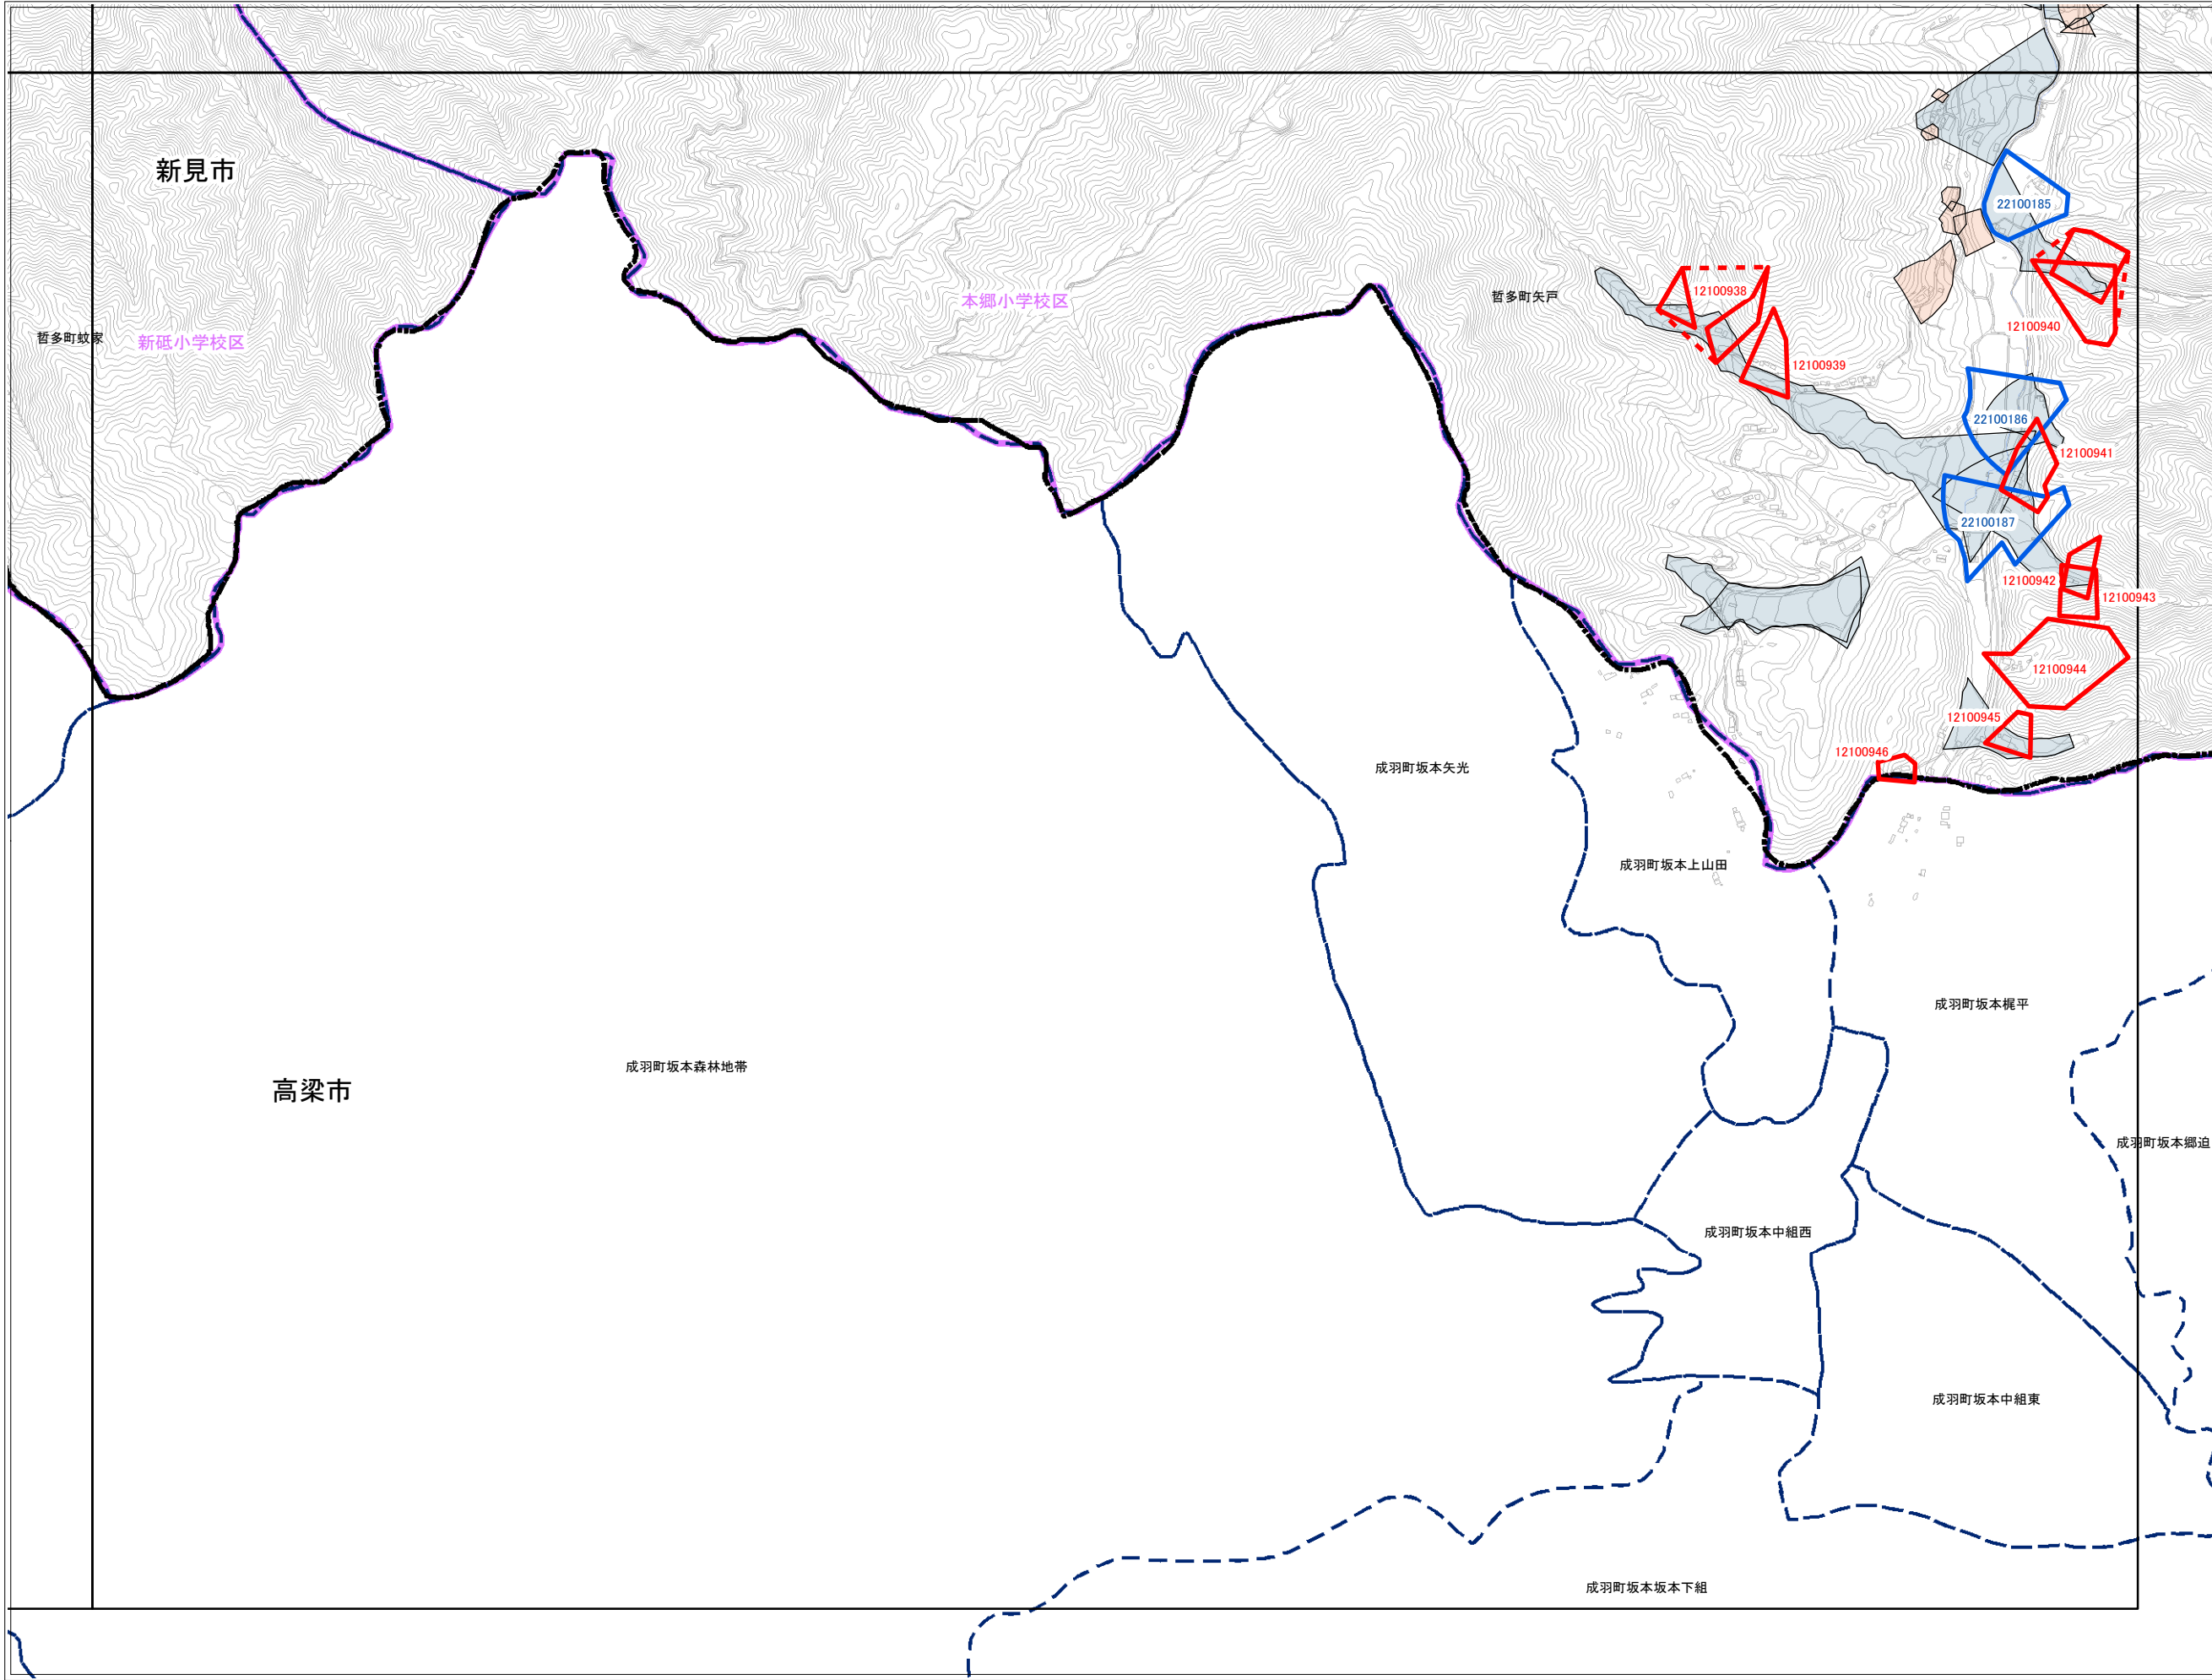 新見市
22100185
12100938
哲多町矢戸
本郷小学校区
12100940
哲多町蚊家
新砥小学校区
12100939
22100186
12100941
22100187
12100942
12100943
12100944
12100945
12100946
成羽町坂本矢光
成羽町坂本上山田
成羽町坂本梶平
成羽町坂本森林地帯
高梁市
成羽町坂本郷迫
成羽町坂本中組西
成羽町坂本中組東
成羽町坂本坂本下組